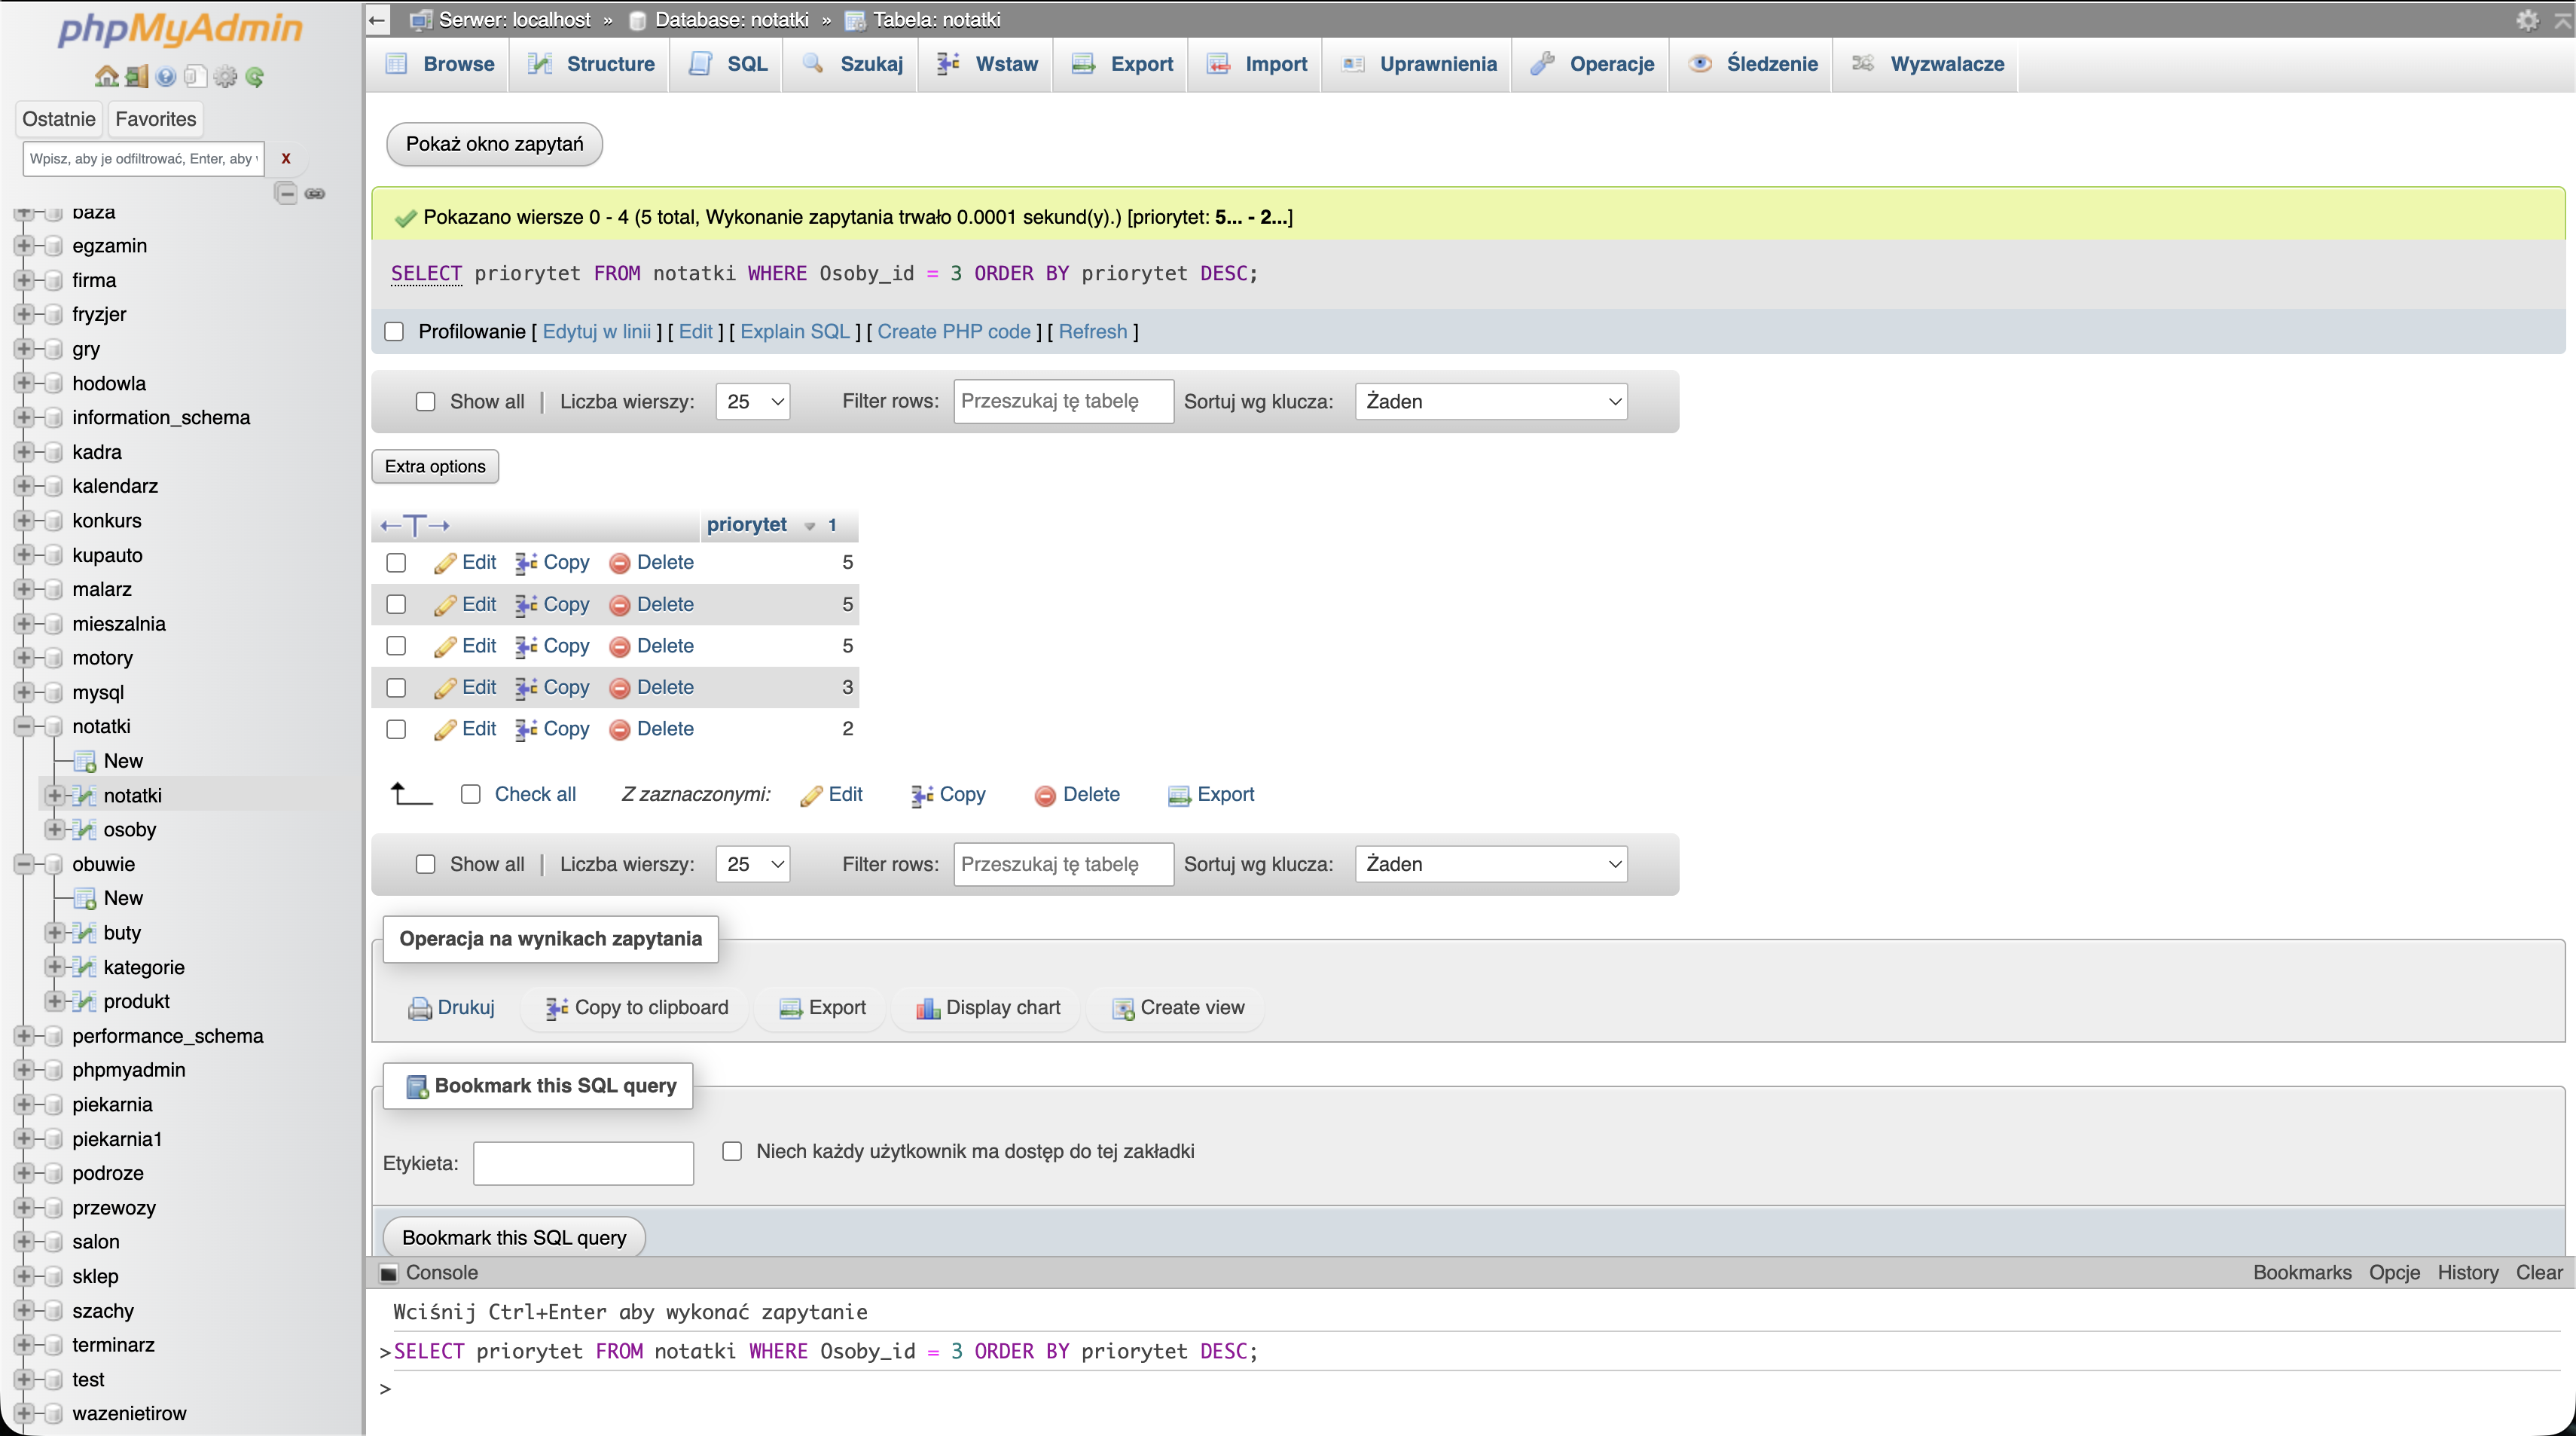 phpMyAdmin
Ostatnie Favorites
Wpisz, aby je odfiltrować, Enter, aby
X
baza
egzamin
firma
fryzjer
gry
hodowla
information_schema
kadra
kalendarz
konkurs
kupauto
malarz
mieszalnia
motory
mysql
notatki
New
notatki
osoby
obuwie
New
buty
kategorie
produkt
performance_schema
phpmyadmin
piekarnia
piekarnia1
podroze
przewozy
salon
sklep
szachy
terminarz
test
wazenietirow
Serwer: localhost » Database: notatki » Tabela: notatki
Browse Structure SQL Szukaj Wstaw Export Import Uprawnienia Operacje Śledzenie Wyzwalacze
Pokaż okno zapytań
Pokazano wiersze 0 - 4 (5 total, Wykonanie zapytania trwało 0.0001 sekund(y).) [priorytet: 5... - 2...]
SELECT priorytet FROM notatki WHERE Osoby_id = 3 ORDER BY priorytet DESC;
Profilowanie [ Edytuj w linii ] [ Edit ] [ Explain SQL ] [ Create PHP code ] [ Refresh ]
Show all | Liczba wierszy: 25 Filter rows: Przeszukaj tę tabelę Sortuj wg klucza: Żaden
Extra options
←T→ priorytet 1
Edit Copy Delete 5
Edit Copy Delete 5
Edit Copy Delete 5
Edit Copy Delete 3
Edit Copy Delete 2
Check all Z zaznaczonymi: Edit Copy Delete Export
Show all | Liczba wierszy: 25 Filter rows: Przeszukaj tę tabelę Sortuj wg klucza: Żaden
Operacja na wynikach zapytania
Drukuj Copy to clipboard Export Display chart Create view
Bookmark this SQL query
Etykieta: Niech każdy użytkownik ma dostęp do tej zakładki
Bookmark this SQL query
Console Bookmarks Opcje History Clear
Wciśnij Ctrl+Enter aby wykonać zapytanie
>SELECT priorytet FROM notatki WHERE Osoby_id = 3 ORDER BY priorytet DESC;
>